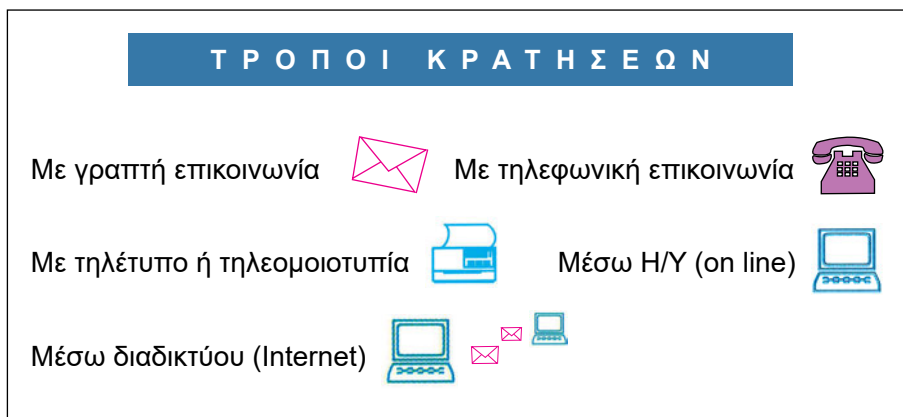 ΤΡΟΠΟΙ ΚΡΑΤΗΣΕΩΝ
Με γραπτή επικοινωνία Με τηλεφωνική επικοινωνία
Με τηλέτυπο ή τηλεομοιοτυπία Μέσω Η/Υ (on line)
Μέσω διαδικτύου (Internet)